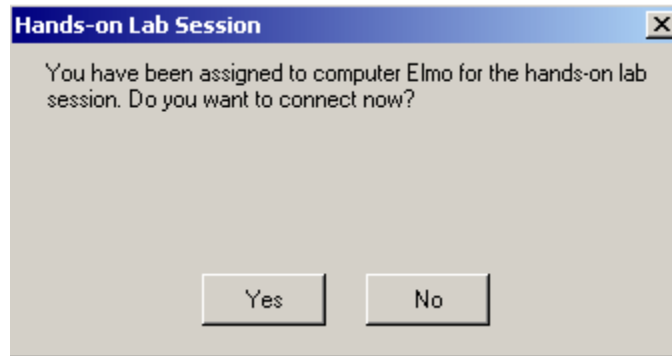 Hands-on Lab Session
You have been assigned to computer Elmo for the hands-on lab
session. Do you want to connect now?
Yes No